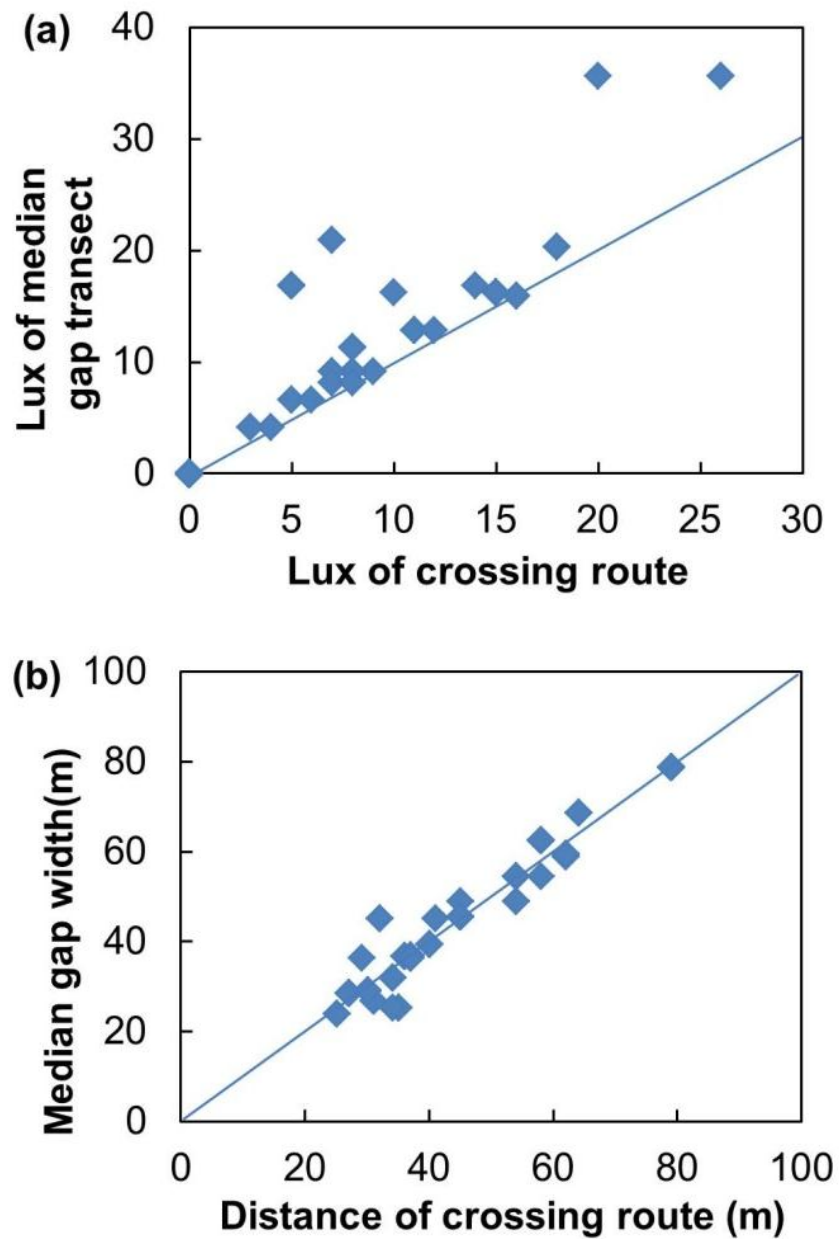 (a)
40
30
20
10
0
Lux of median
gap transect
0 5 10 15 20 25 30
Lux of crossing route
(b)
100
80
60
40
20
0
Median gap width(m)
0 20 40 60 80 100
Distance of crossing route (m)